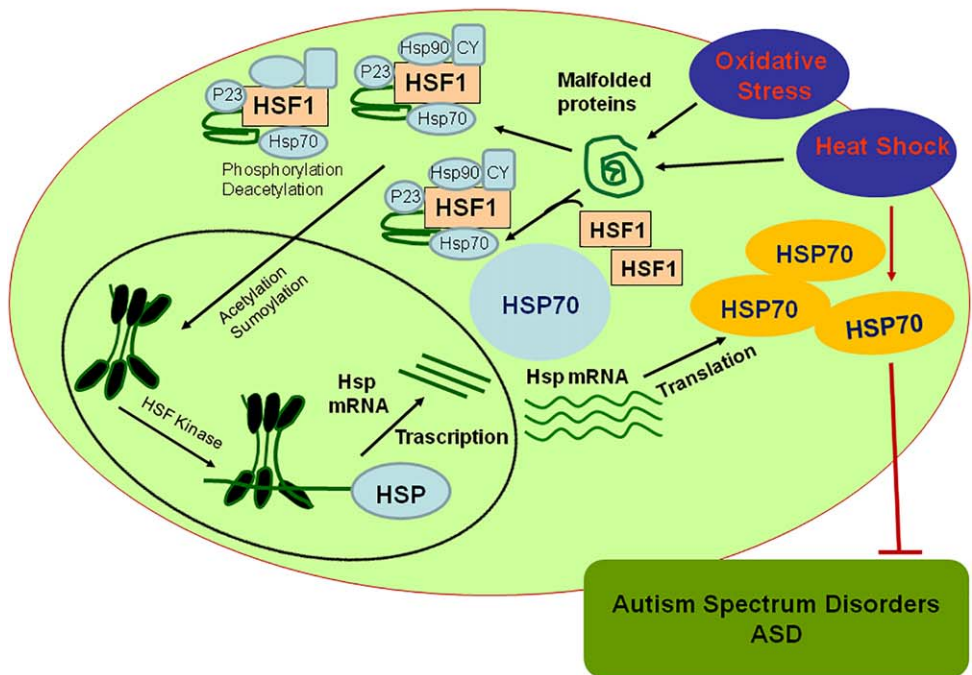 Hsp90
CY
P23
HSF1
Hsp70
P23
HSF1
Hsp70
Phosphorylation
Deacetylation
Malfolded
proteins
Oxidative
Stress
Heat Shock
Hsp90
CY
P23
HSF1
Hsp70
HSF1
HSF1
HSP70
HSP70
HSP70
HSP70
Acetylation
Sumoylation
Hsp
mRNA
Hsp mRNA
Translation
HSF Kinase
Trascription
HSP
Autism Spectrum Disorders
ASD